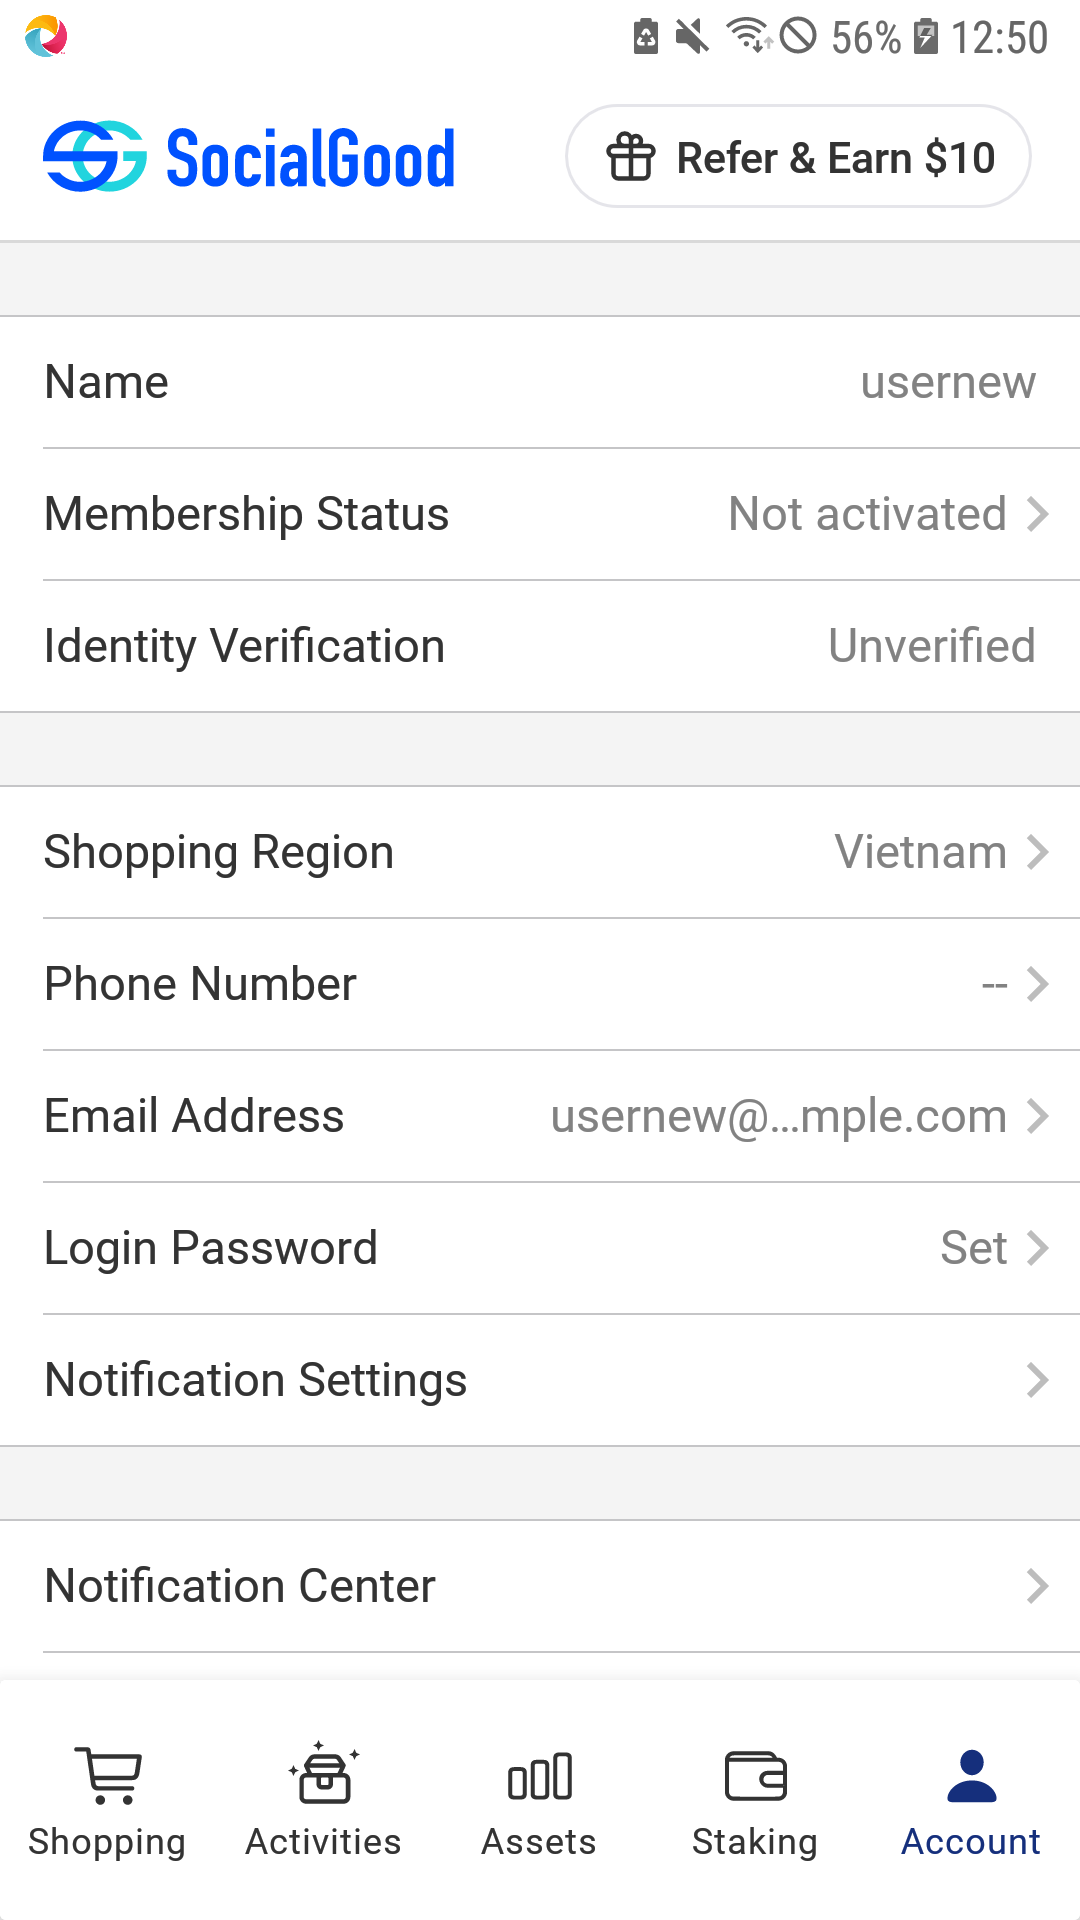 56% 12:50
SocialGood
Refer & Earn $10
Name usernew
Membership Status Not activated
Identity Verification Unverified
Shopping Region Vietnam
Phone Number --
Email Address usernew@...mple.com
Login Password Set
Notification Settings
Notification Center
Shopping Activities Assets Staking Account